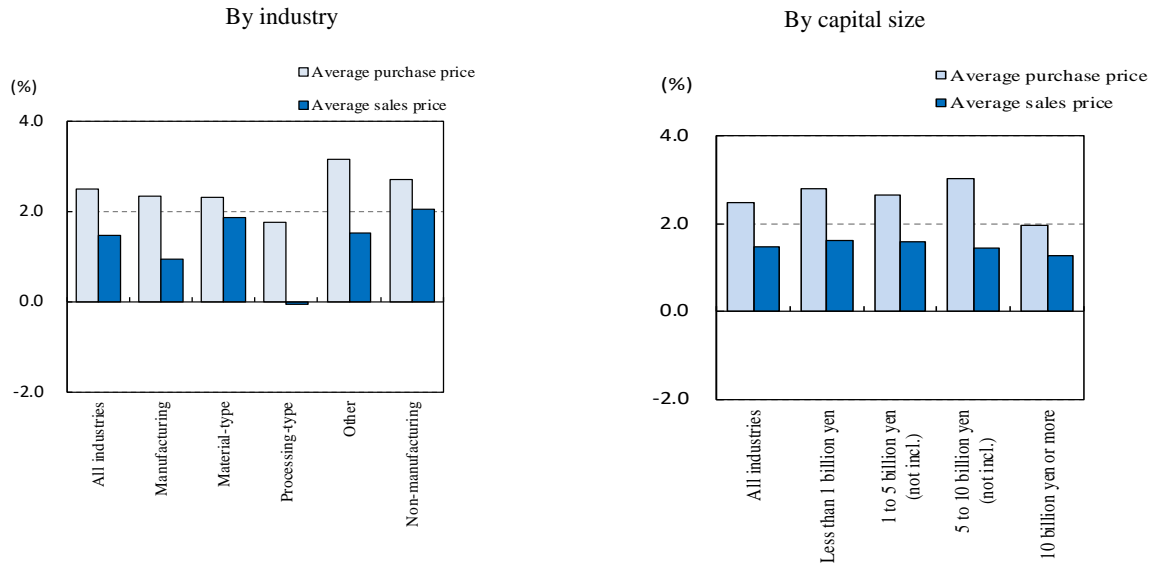 By industry
Average purchase price
(%)
Average sales price
4.0
2.0
0.0
-2.0
All industries
Manufacturing
Material-type
Processing-type
Other
Non-manufacturing
By capital size
Average purchase price
(%)
Average sales price
4.0
2.0
0.0
-2.0
All industries
Less than 1 billion yen
1 to 5 billion yen
(not incl.)
5 to 10 billion yen
(not incl.)
10 billion yen or more